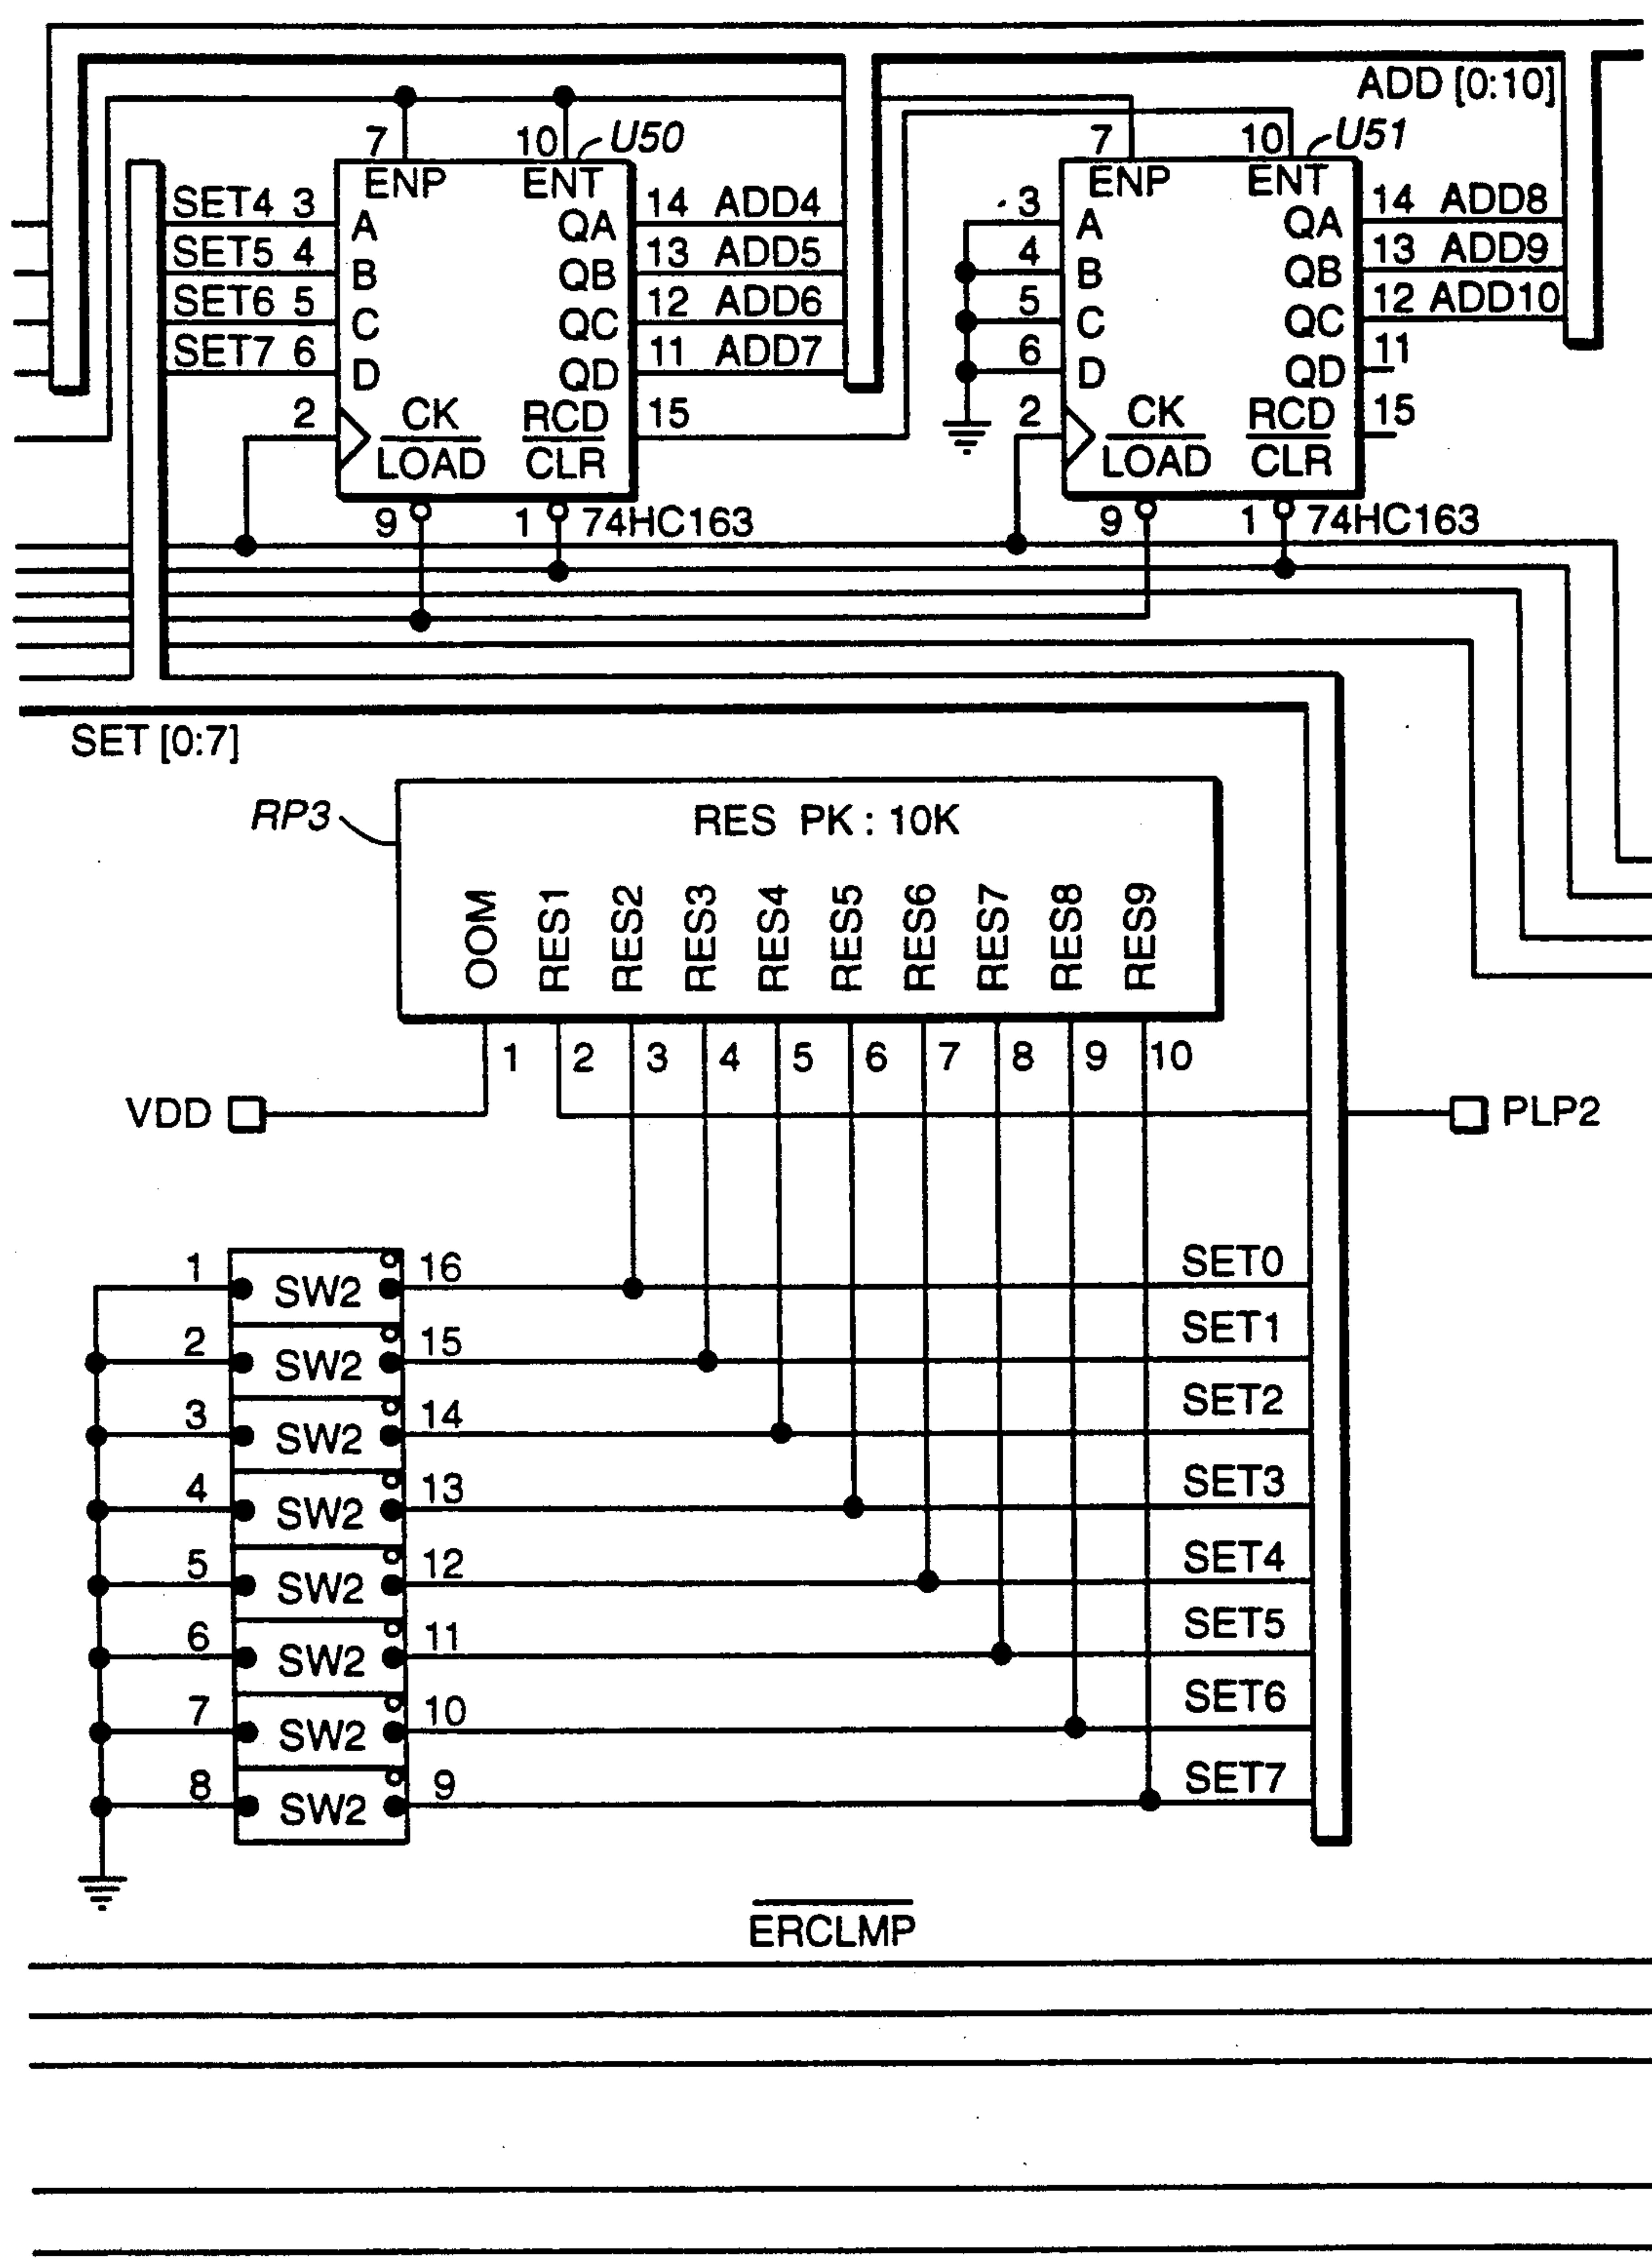 ADD [0:10]
7 10 U50
ENP ENT
SET4 3 A QA 14 ADD4
SET5 4 B QB 13 ADD5
SET6 5 C QC 12 ADD6
SET7 6 D QD 11 ADD7
2 CK RCD 15
LOAD CLR
9 1 74HC163
7 10 U51
ENP ENT
3 A QA 14 ADD8
4 B QB 13 ADD9
5 C QC 12 ADD10
6 D QD 11
2 CK RCD 15
LOAD CLR
9 1 74HC163
SET [0:7]
RP3
RES PK : 10K
OOM RES1 RES2 RES3 RES4 RES5 RES6 RES7 RES8 RES9
1 2 3 4 5 6 7 8 9 10
VDD PLP2
1 SW2 16 SET0
2 SW2 15 SET1
3 SW2 14 SET2
4 SW2 13 SET3
5 SW2 12 SET4
6 SW2 11 SET5
7 SW2 10 SET6
8 SW2 9 SET7
ERCLMP